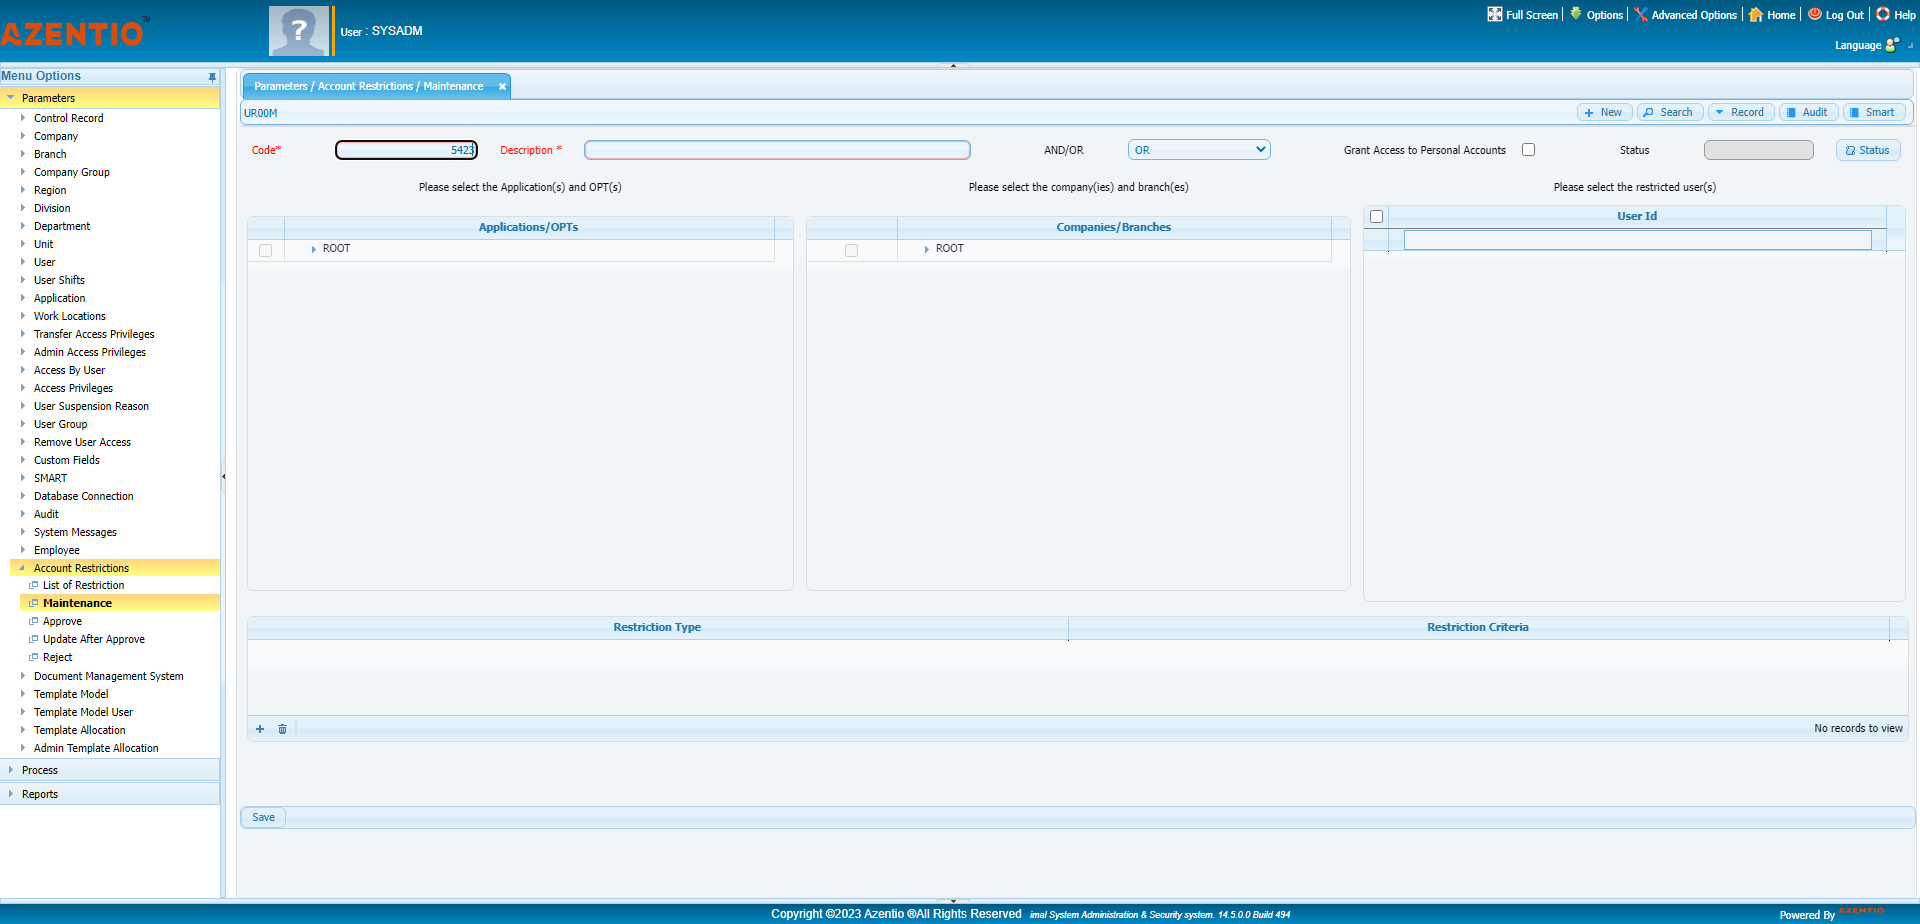 AZENTIO™
User : SYSADM
Full Screen
Options
Advanced Options
Home
Log Out
Help
Language
Menu Options
Parameters
Control Record
Company
Branch
Company Group
Region
Division
Department
Unit
User
User Shifts
Application
Work Locations
Transfer Access Privileges
Admin Access Privileges
Access By User
Access Privileges
User Suspension Reason
User Group
Remove User Access
Custom Fields
SMART
Database Connection
Audit
System Messages
Employee
Account Restrictions
List of Restriction
Maintenance
Approve
Update After Approve
Reject
Document Management System
Template Model
Template Model User
Template Allocation
Admin Template Allocation
Process
Reports
Parameters / Account Restrictions / Maintenance
UR00M
New
Search
Record
Audit
Smart
Code*
5423
Description *
AND/OR
OR
Grant Access to Personal Accounts
Status
Status
Please select the Application(s) and OPT(s)
Please select the company(ies) and branch(es)
Please select the restricted user(s)
Applications/OPTs
ROOT
Companies/Branches
ROOT
User Id
Restriction Type
Restriction Criteria
No records to view
Save
Copyright ©2023 Azentio ®All Rights Reserved imal System Administration & Security system. 14.5.0.0 Build 494
Powered By AZENTIO